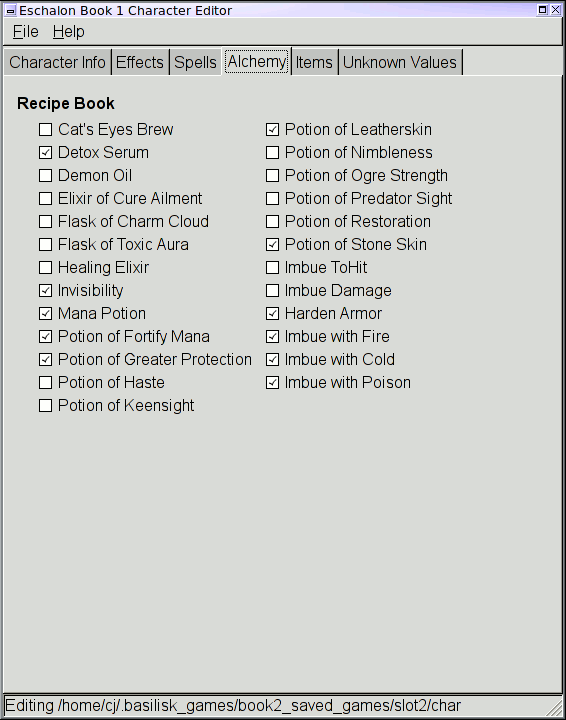 Eschalon Book 1 Character Editor
File Help
Character Info Effects Spells Alchemy Items Unknown Values
Recipe Book
Cat's Eyes Brew
Detox Serum
Demon Oil
Elixir of Cure Ailment
Flask of Charm Cloud
Flask of Toxic Aura
Healing Elixir
Invisibility
Mana Potion
Potion of Fortify Mana
Potion of Greater Protection
Potion of Haste
Potion of Keensight
Potion of Leatherskin
Potion of Nimbleness
Potion of Ogre Strength
Potion of Predator Sight
Potion of Restoration
Potion of Stone Skin
Imbue ToHit
Imbue Damage
Harden Armor
Imbue with Fire
Imbue with Cold
Imbue with Poison
Editing /home/cj/.basilisk_games/book2_saved_games/slot2/char